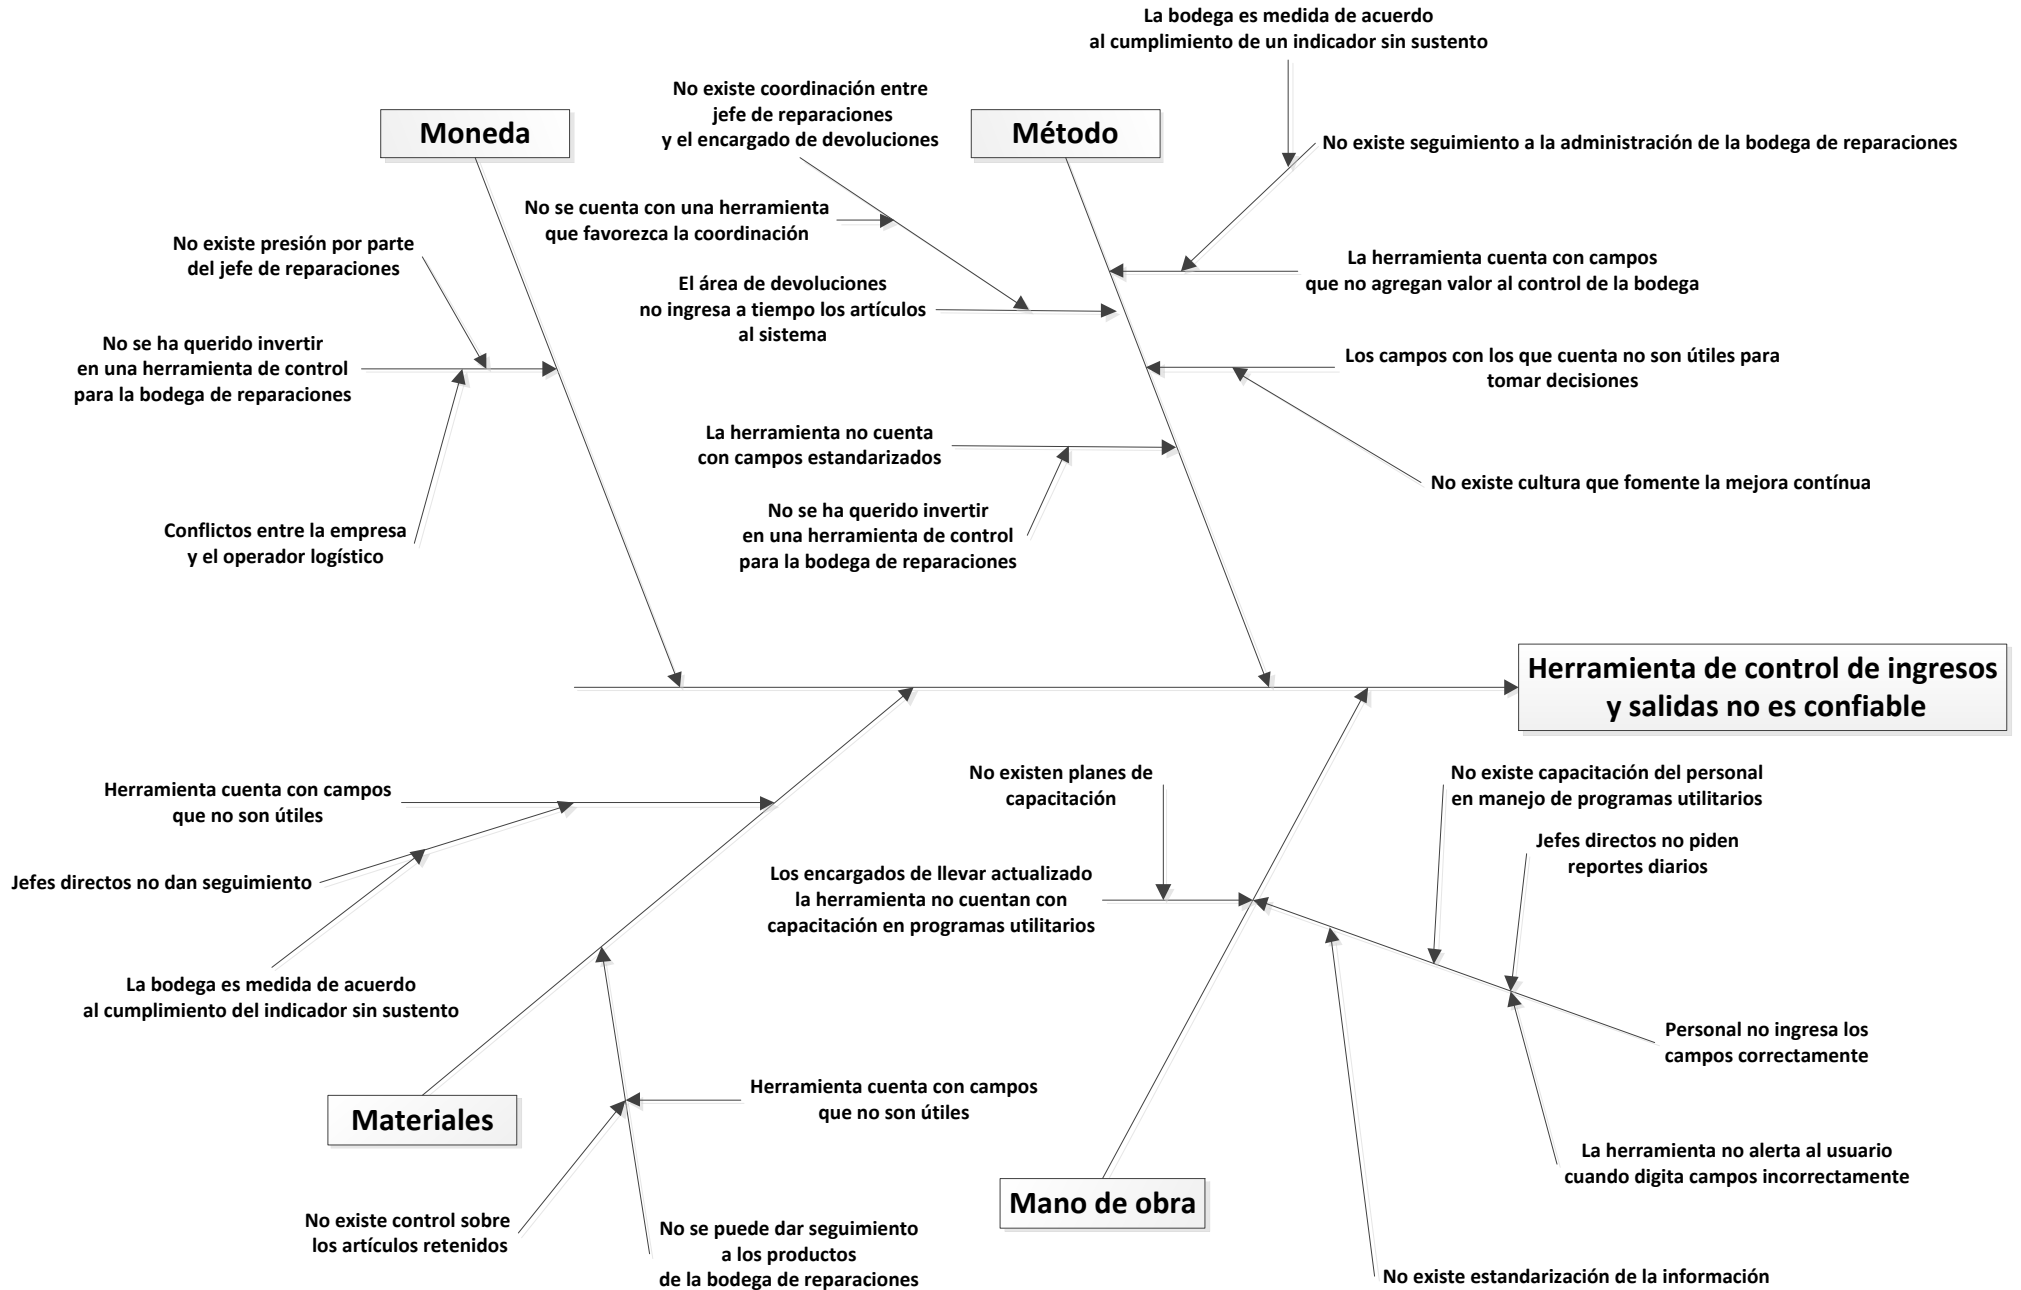 La bodega es medida de acuerdo
al cumplimiento de un indicador sin sustento
No existe coordinación entre
jefe de reparaciones
y el encargado de devoluciones
Moneda
Método
No existe seguimiento a la administración de la bodega de reparaciones
No se cuenta con una herramienta
que favorezca la coordinación
No existe presión por parte
del jefe de reparaciones
La herramienta cuenta con campos
que no agregan valor al control de la bodega
El área de devoluciones
no ingresa a tiempo los artículos
al sistema
No se ha querido invertir
en una herramienta de control
para la bodega de reparaciones
Los campos con los que cuenta no son útiles para
tomar decisiones
La herramienta no cuenta
con campos estandarizados
No existe cultura que fomente la mejora contínua
No se ha querido invertir
en una herramienta de control
para la bodega de reparaciones
Conflictos entre la empresa
y el operador logístico
Herramienta de control de ingresos
y salidas no es confiable
No existen planes de
capacitación
No existe capacitación del personal
en manejo de programas utilitarios
Herramienta cuenta con campos
que no son útiles
Jefes directos no piden
reportes diarios
Jefes directos no dan seguimiento
Los encargados de llevar actualizado
la herramienta no cuentan con
capacitación en programas utilitarios
La bodega es medida de acuerdo
al cumplimiento del indicador sin sustento
Personal no ingresa los
campos correctamente
Materiales
Herramienta cuenta con campos
que no son útiles
La herramienta no alerta al usuario
cuando digita campos incorrectamente
Mano de obra
No existe control sobre
los artículos retenidos
No se puede dar seguimiento
a los productos
de la bodega de reparaciones
No existe estandarización de la información